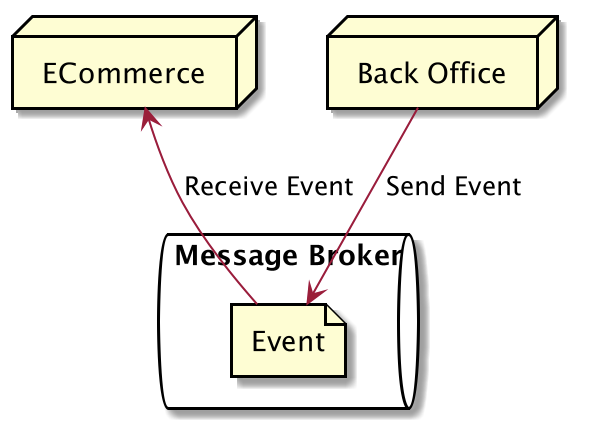 ECommerce
Back Office
Receive Event
Send Event
Message Broker
Event